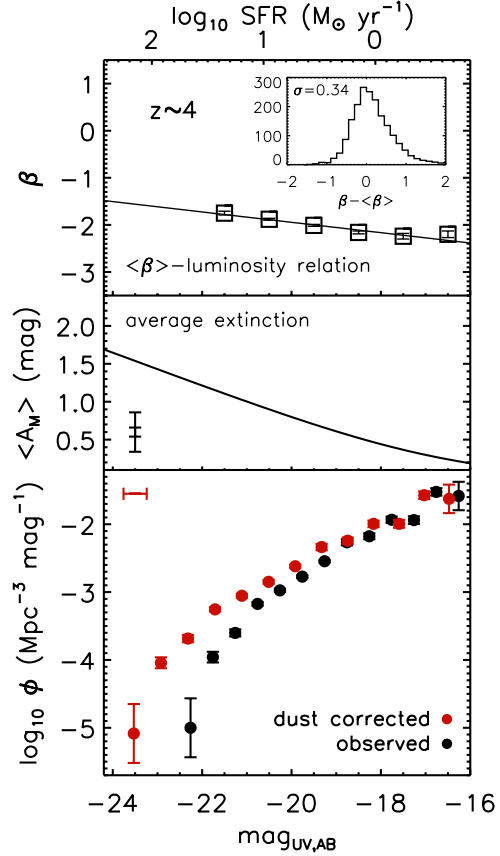 log₁₀ SFR (M☉ yr⁻¹)
2 1 0
1
0
−1
−2
−3
β
z~4
σ=0.34
300
200
100
0
−2 −1 0 1 2
β−<β>
<β>−luminosity relation
average extinction
2.0
1.5
1.0
0.5
<A_M> (mag)
−2
−3
−4
−5
log₁₀ ϕ (Mpc⁻³ mag⁻¹)
dust corrected
observed
−24 −22 −20 −18 −16
mag_UV,AB